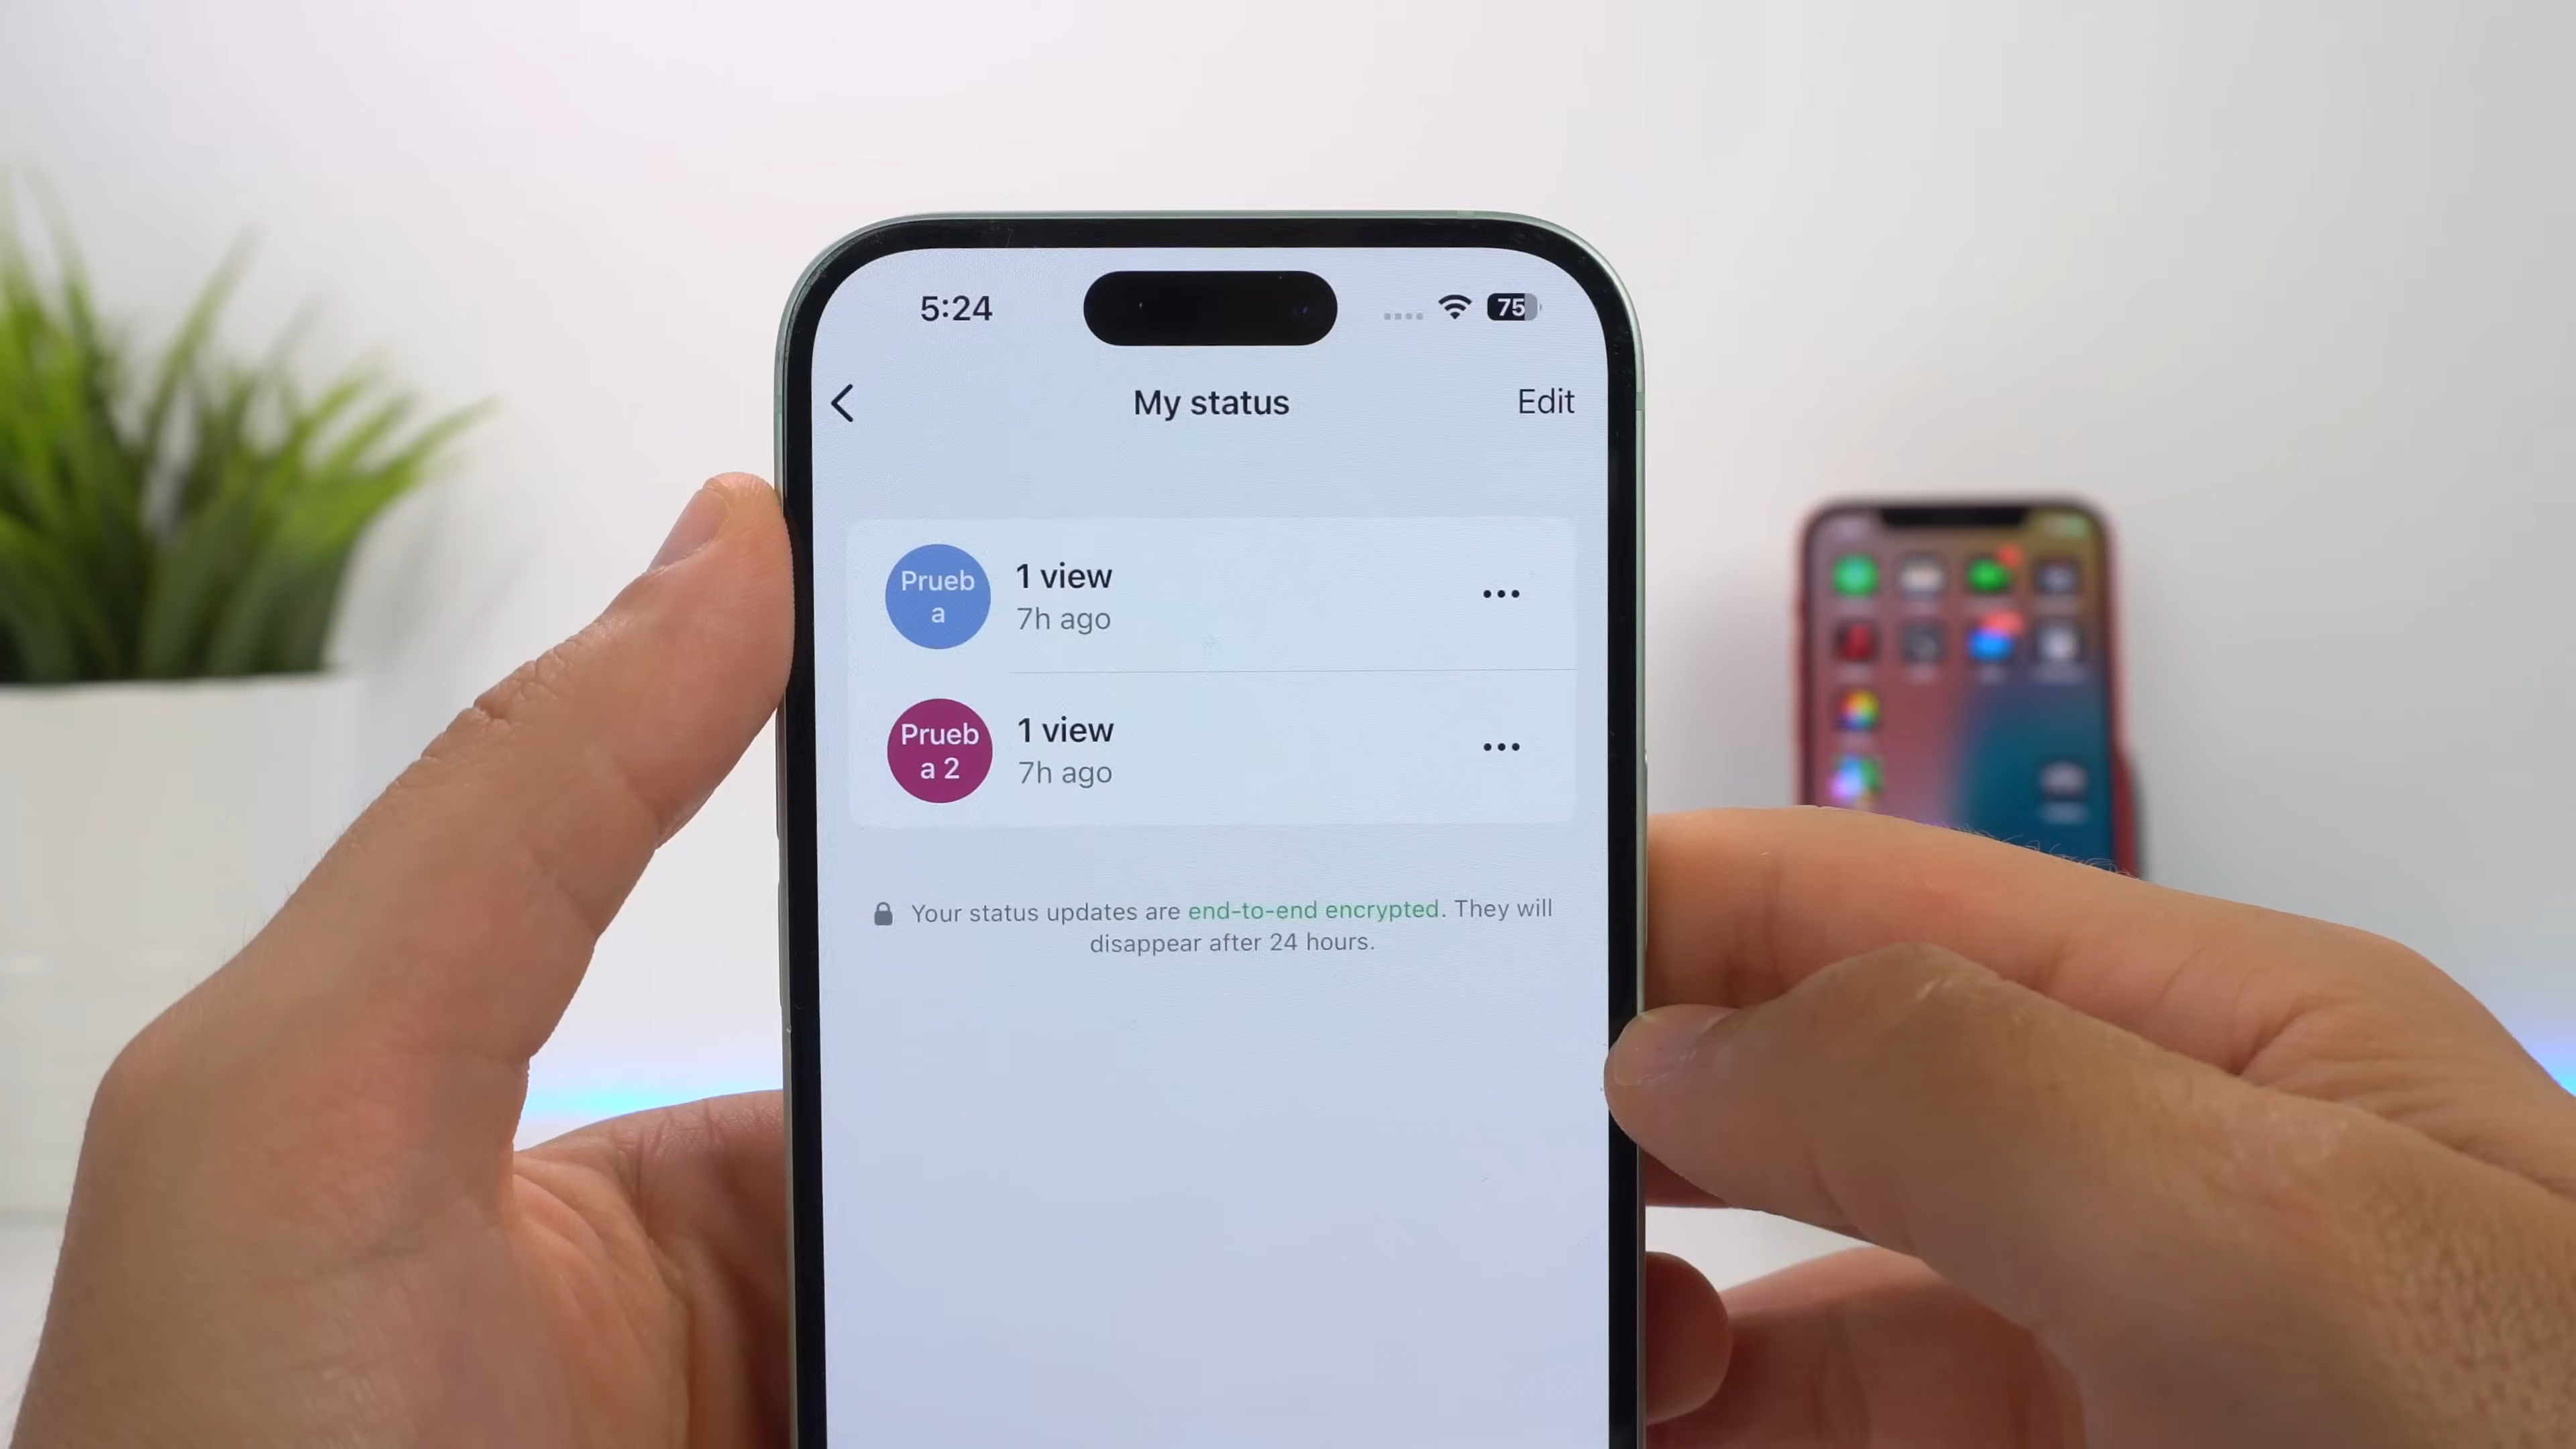 5:24
75
My status
Edit
Prueb
a
1 view
7h ago
Prueb
a 2
1 view
7h ago
Your status updates are end-to-end encrypted. They will
disappear after 24 hours.